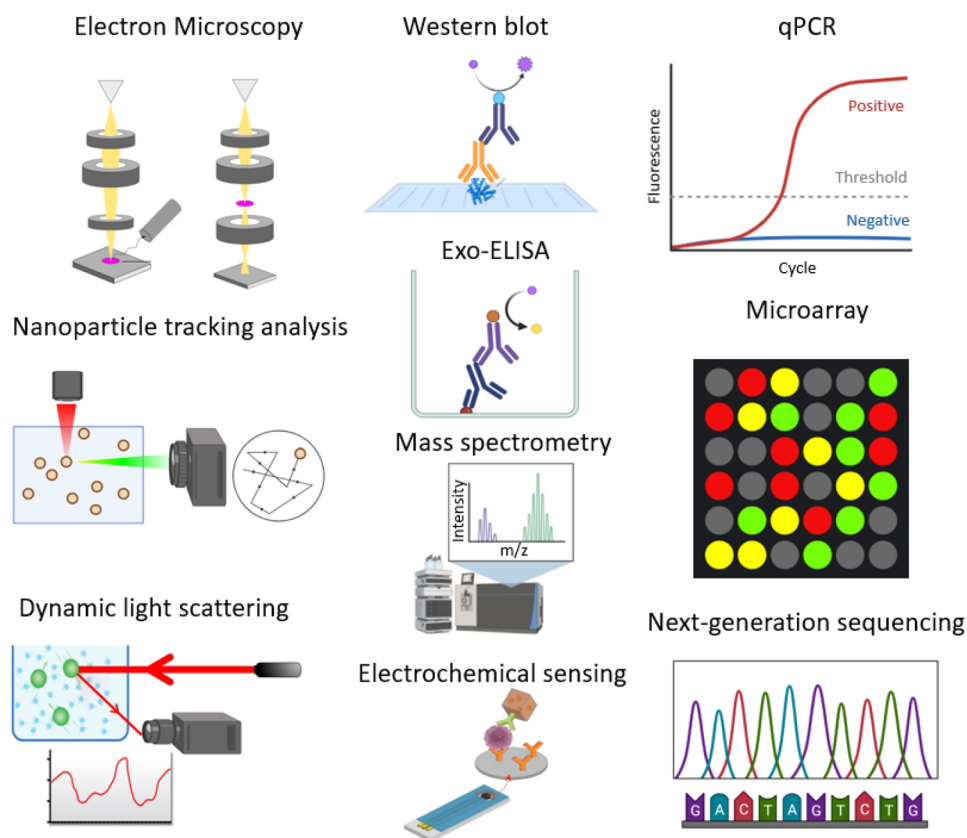 Electron Microscopy
Western blot
qPCR
Fluorescence
Positive
Threshold
Negative
Cycle
Exo-ELISA
Nanoparticle tracking analysis
Microarray
Mass spectrometry
Intensity
m/z
Dynamic light scattering
Next-generation sequencing
Electrochemical sensing
G A C T A G T C T G